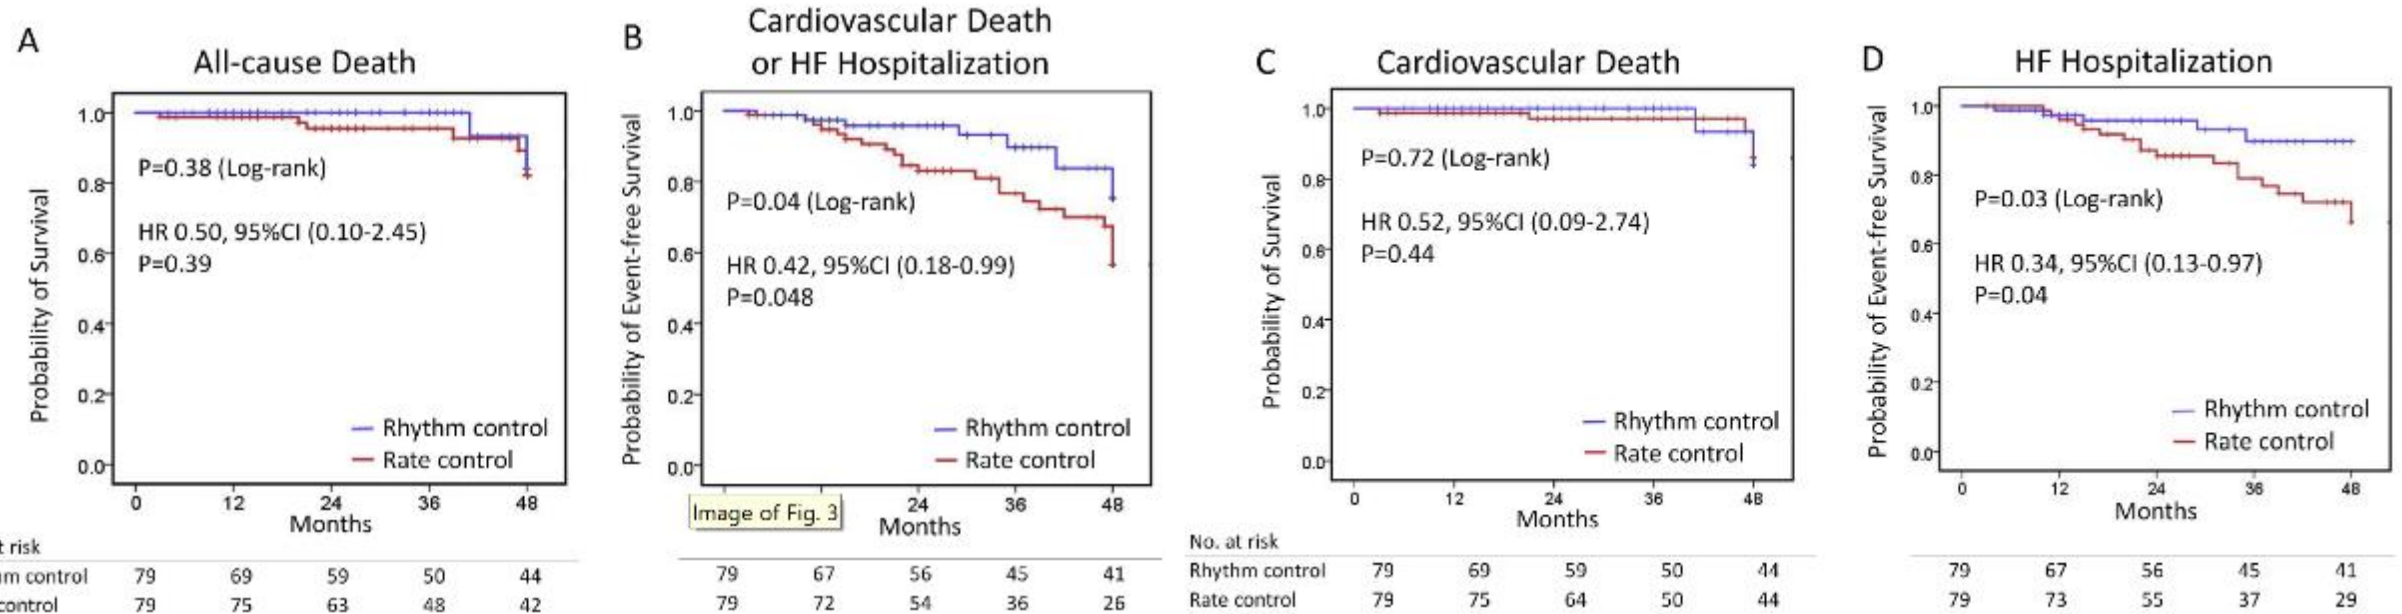 A
All-cause Death
Probability of Survival
1.0
0.8
0.6
0.4
0.2
0.0
P=0.38 (Log-rank)
HR 0.50, 95%CI (0.10-2.45)
P=0.39
Rhythm control
Rate control
0 12 24 36 48
Months
t risk
m control 79 69 59 50 44
control 79 75 63 48 42
B
Cardiovascular Death
or HF Hospitalization
Probability of Event-free Survival
1.0
0.8
0.6
0.4
0.2
0.0
P=0.04 (Log-rank)
HR 0.42, 95%CI (0.18-0.99)
P=0.048
Rhythm control
Rate control
Image of Fig. 3
24 36 48
Months
79 67 56 45 41
79 72 54 36 26
C
Cardiovascular Death
Probability of Survival
1.0
0.8
0.6
0.4
0.2
0.0
P=0.72 (Log-rank)
HR 0.52, 95%CI (0.09-2.74)
P=0.44
Rhythm control
Rate control
0 12 24 36 48
Months
No. at risk
Rhythm control 79 69 59 50 44
Rate control 79 75 64 50 44
D
HF Hospitalization
Probability of Event-free Survival
1.0
0.8
0.6
0.4
0.2
0.0
P=0.03 (Log-rank)
HR 0.34, 95%CI (0.13-0.97)
P=0.04
Rhythm control
Rate control
0 12 24 36 48
Months
79 67 56 45 41
79 73 55 37 29